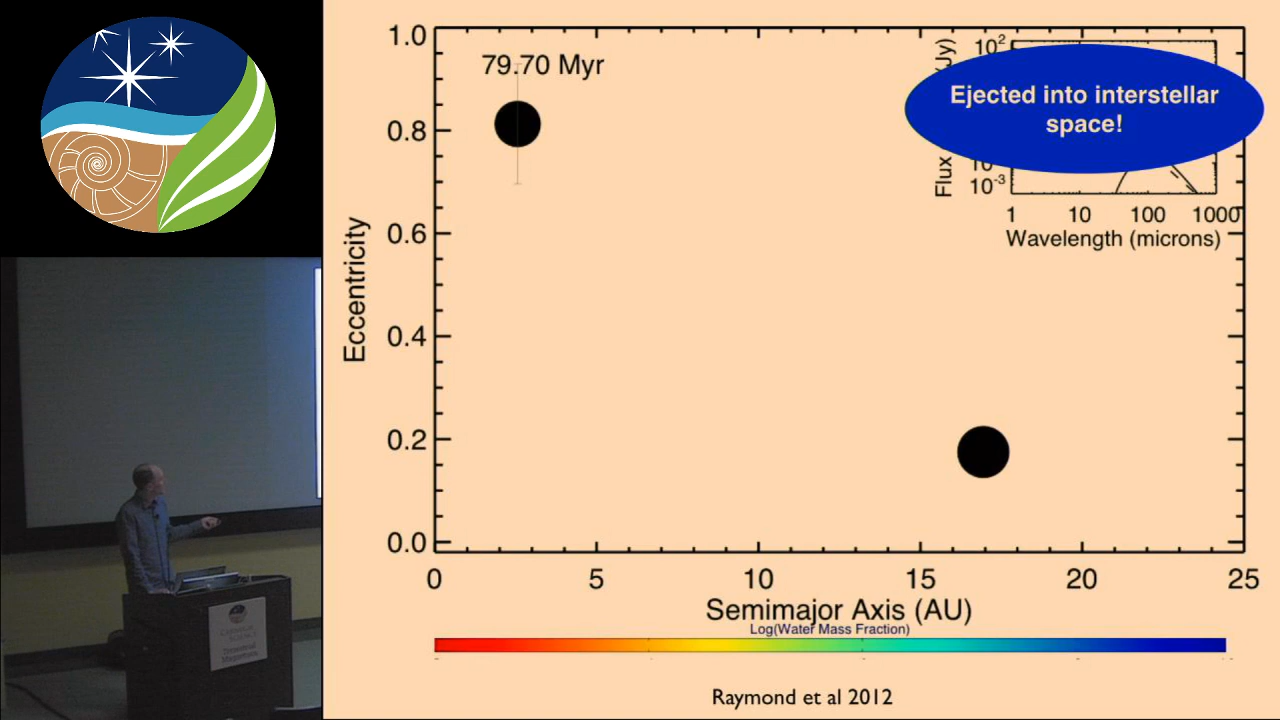 79.70 Myr
Ejected into interstellar
space!
Flux
Jy)
10²
10⁻³
1 10 100 1000
Wavelength (microns)
Eccentricity
1.0
0.8
0.6
0.4
0.2
0.0
0 5 10 15 20 25
Semimajor Axis (AU)
Log(Water Mass Fraction)
Raymond et al 2012